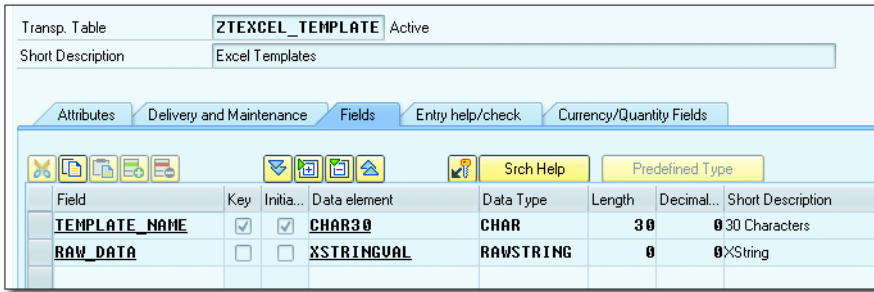 Transp. Table ZTEXCEL_TEMPLATE Active
Short Description Excel Templates
Attributes Delivery and Maintenance Fields Entry help/check Currency/Quantity Fields
Srch Help Predefined Type
Field Key Initia... Data element Data Type Length Decimal... Short Description
TEMPLATE_NAME CHAR30 CHAR 30 0 30 Characters
RAW_DATA XSTRINGVAL RAWSTRING 0 0 XString